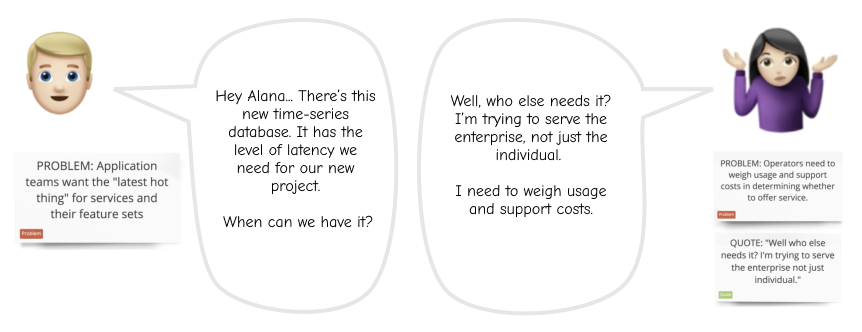 Hey Alana... There's this
new time-series
database. It has the
level of latency we
need for our new
project.
When can we have it?
Well, who else needs it?
I'm trying to serve the
enterprise, not just the
individual.
I need to weigh usage
and support costs.
PROBLEM: Application
teams want the "latest hot
thing" for services and
their feature sets
Problem
PROBLEM: Operators need to
weigh usage and support
costs in determining whether
to offer service.
Problem
QUOTE: "Well who else
needs it? I'm trying to serve
the enterprise not just
individual."
Quote